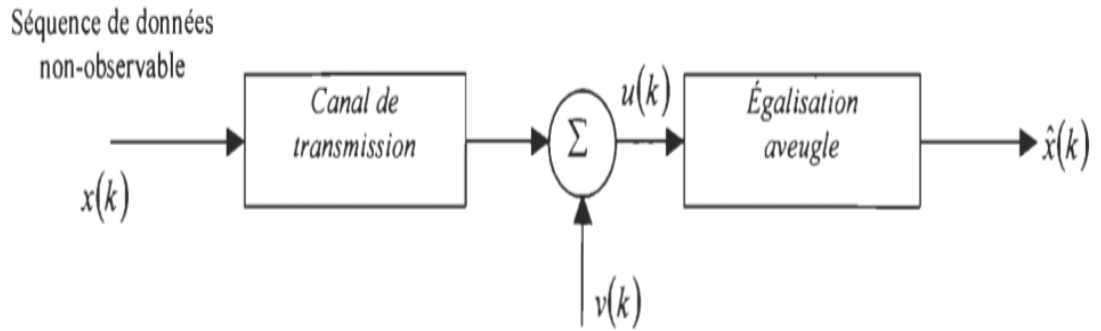 Séquence de données
non-observable
x(k)
Canal de
transmission
Σ
v(k)
u(k)
Égalisation
aveugle
x̂(k)